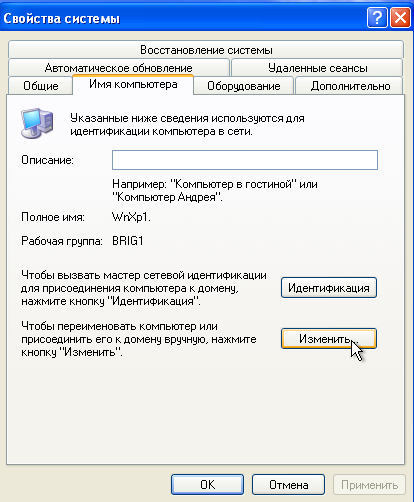 Свойства системы
Восстановление системы
Автоматическое обновление Удаленные сеансы
Общие Имя компьютера Оборудование Дополнительно
Указанные ниже сведения используются для
идентификации компьютера в сети.
Описание:
Например: "Компьютер в гостиной" или
"Компьютер Андрея".
Полное имя: WnXp1.
Рабочая группа: BRIG1
Чтобы вызвать мастер сетевой идентификации
для присоединения компьютера к домену,
нажмите кнопку "Идентификация".
Идентификация
Чтобы переименовать компьютер или
присоединить его к домену вручную, нажмите
кнопку "Изменить".
Изменить...
OK Отмена Применить